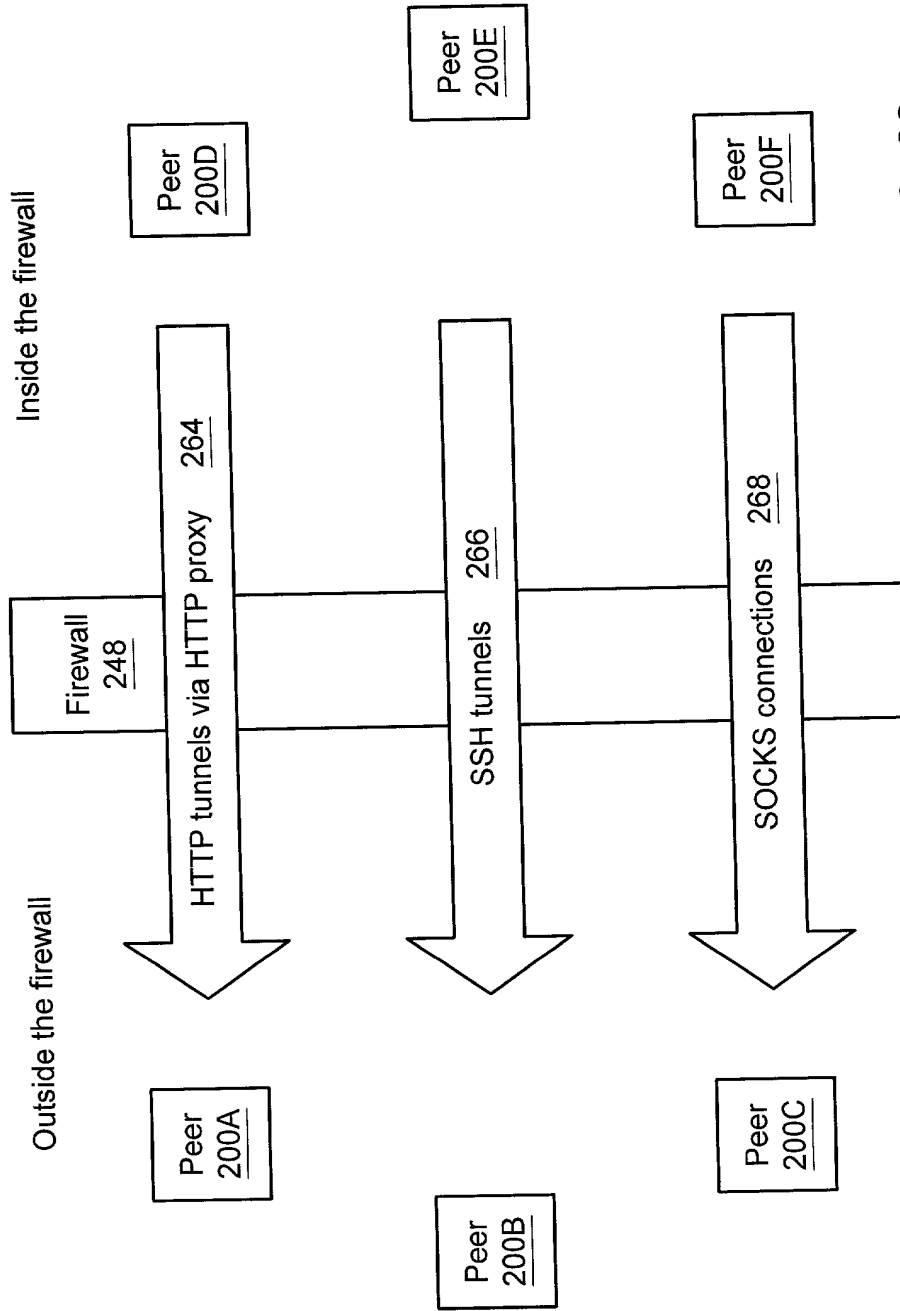 Outside the firewall
Inside the firewall
Firewall
248
Peer
200A
HTTP tunnels via HTTP proxy 264
Peer
200D
Peer
200B
SSH tunnels 266
Peer
200E
Peer
200C
SOCKS connections 268
Peer
200F